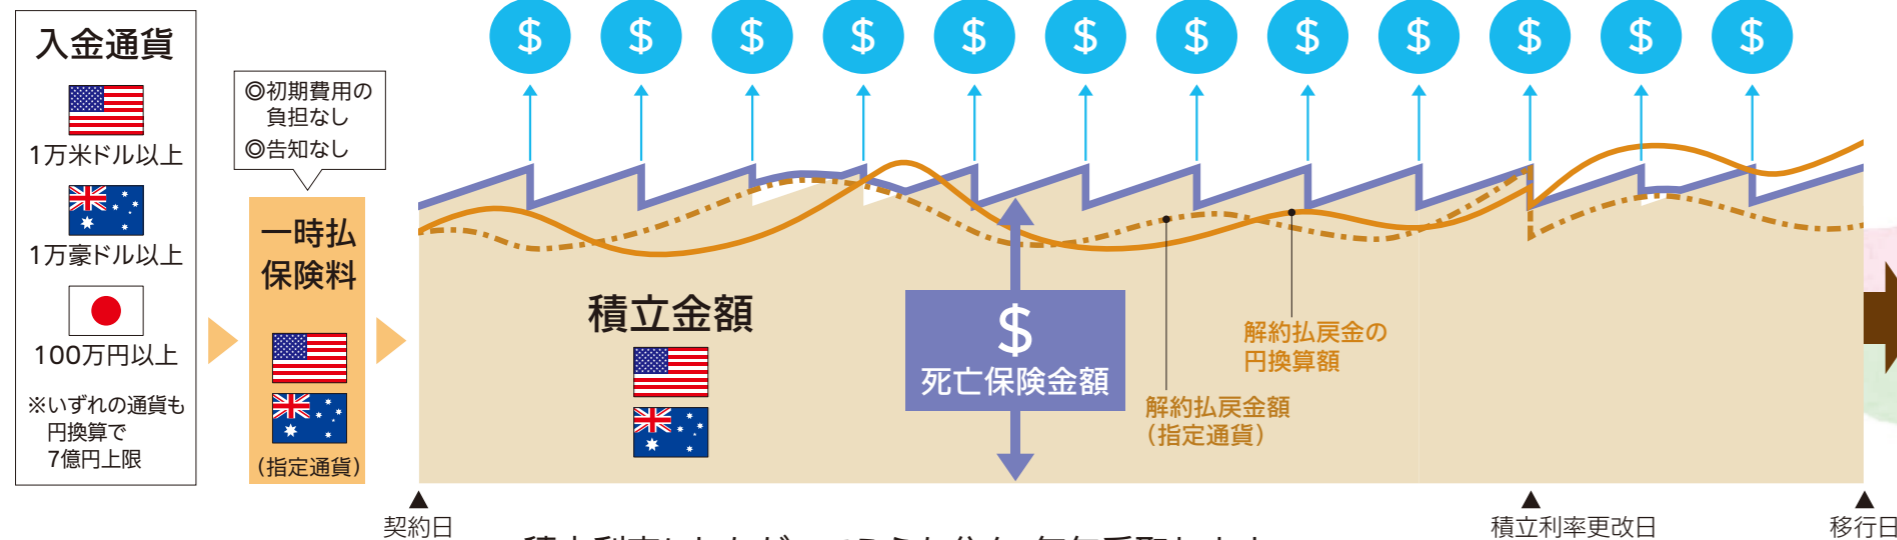 入金通貨
1万米ドル以上
1万豪ドル以上
100万円以上
※いずれの通貨も
円換算で
7億円上限
◎初期費用の
負担なし
◎告知なし
一時払
保険料
(指定通貨)
$ $ $ $ $ $ $ $ $ $ $ $
積立金額
$
死亡保険金額
解約払戻金の
円換算額
解約払戻金額
(指定通貨)
契約日
積立利率更改日
移行日